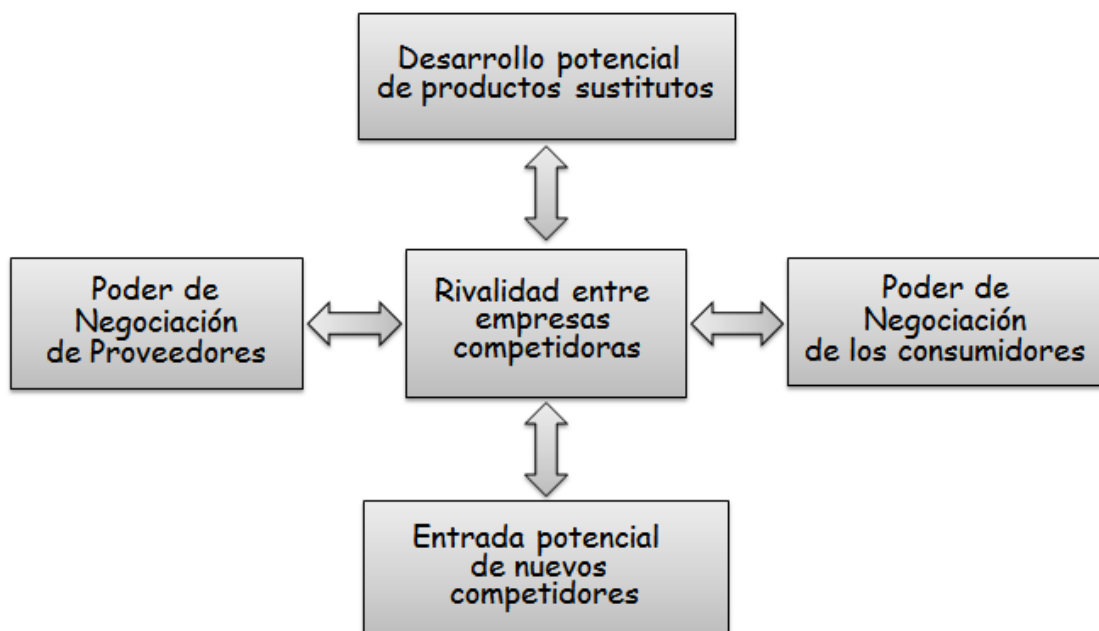 Desarrollo potencial
de productos sustitutos
Poder de
Negociación
de Proveedores
Rivalidad entre
empresas
competidoras
Poder de
Negociación
de los consumidores
Entrada potencial
de nuevos
competidores